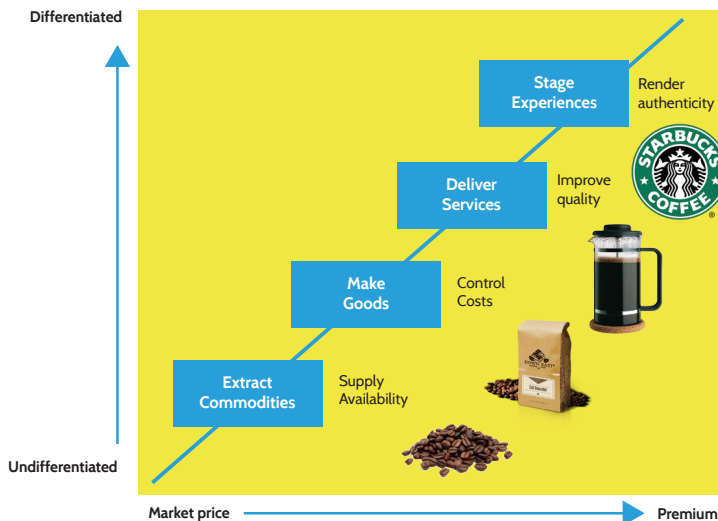 Differentiated
Stage
Experiences
Render
authenticity
STARBUCKS
COFFEE
®
Deliver
Services
Improve
quality
Make
Goods
Control
Costs
Extract
Commodities
Supply
Availability
Undifferentiated
Market price
Premium